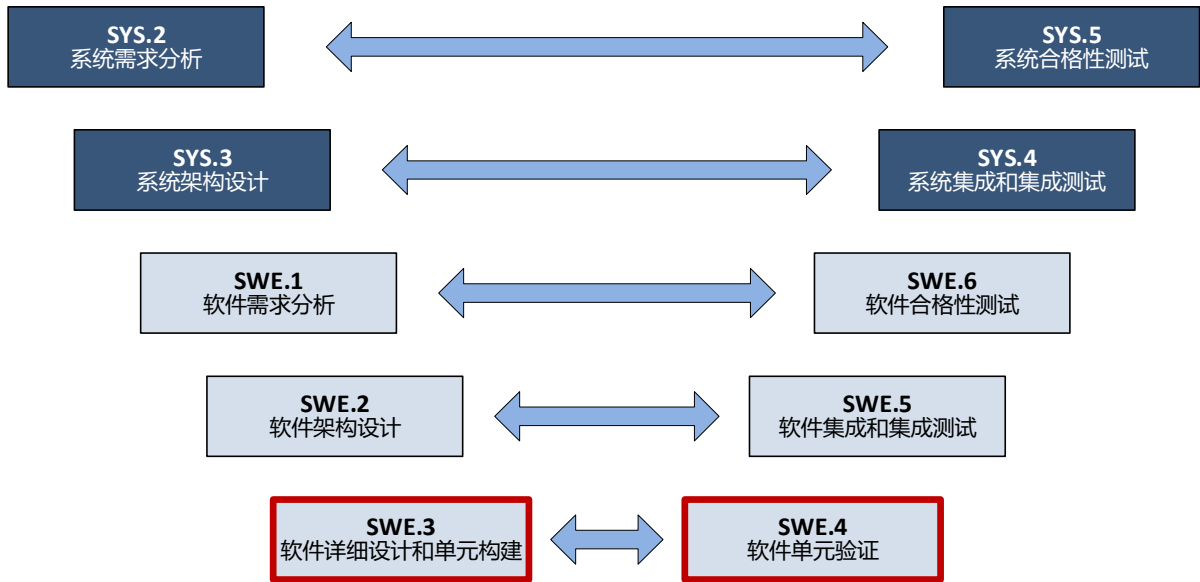 SYS.2
系统需求分析
SYS.5
系统合格性测试
SYS.3
系统架构设计
SYS.4
系统集成和集成测试
SWE.1
软件需求分析
SWE.6
软件合格性测试
SWE.2
软件架构设计
SWE.5
软件集成和集成测试
SWE.3
软件详细设计和单元构建
SWE.4
软件单元验证